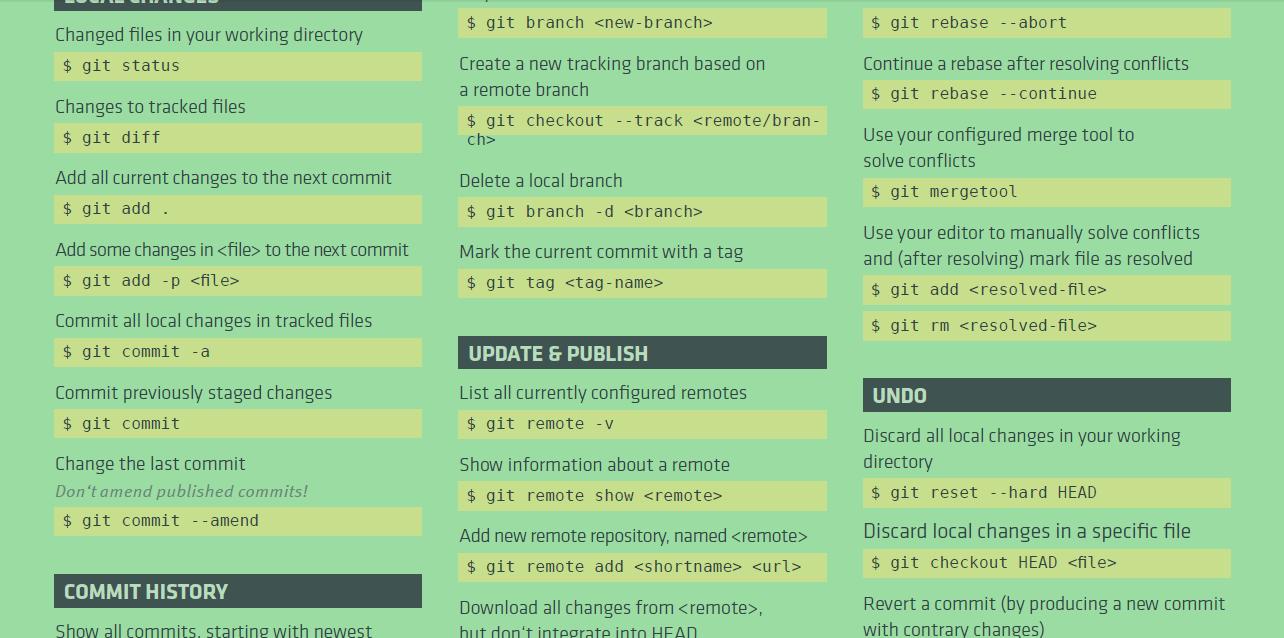 LOCAL CHANGES
Changed files in your working directory
$ git status
Changes to tracked files
$ git diff
Add all current changes to the next commit
$ git add .
Add some changes in <file> to the next commit
$ git add -p <file>
Commit all local changes in tracked files
$ git commit -a
Commit previously staged changes
$ git commit
Change the last commit
Don't amend published commits!
$ git commit --amend
COMMIT HISTORY
Show all commits, starting with newest
$ git branch <new-branch>
Create a new tracking branch based on
a remote branch
$ git checkout --track <remote/bran-
ch>
Delete a local branch
$ git branch -d <branch>
Mark the current commit with a tag
$ git tag <tag-name>
UPDATE & PUBLISH
List all currently configured remotes
$ git remote -v
Show information about a remote
$ git remote show <remote>
Add new remote repository, named <remote>
$ git remote add <shortname> <url>
Download all changes from <remote>,
but don't integrate into HEAD
$ git rebase --abort
Continue a rebase after resolving conflicts
$ git rebase --continue
Use your configured merge tool to
solve conflicts
$ git mergetool
Use your editor to manually solve conflicts
and (after resolving) mark file as resolved
$ git add <resolved-file>
$ git rm <resolved-file>
UNDO
Discard all local changes in your working
directory
$ git reset --hard HEAD
Discard local changes in a specific file
$ git checkout HEAD <file>
Revert a commit (by producing a new commit
with contrary changes)